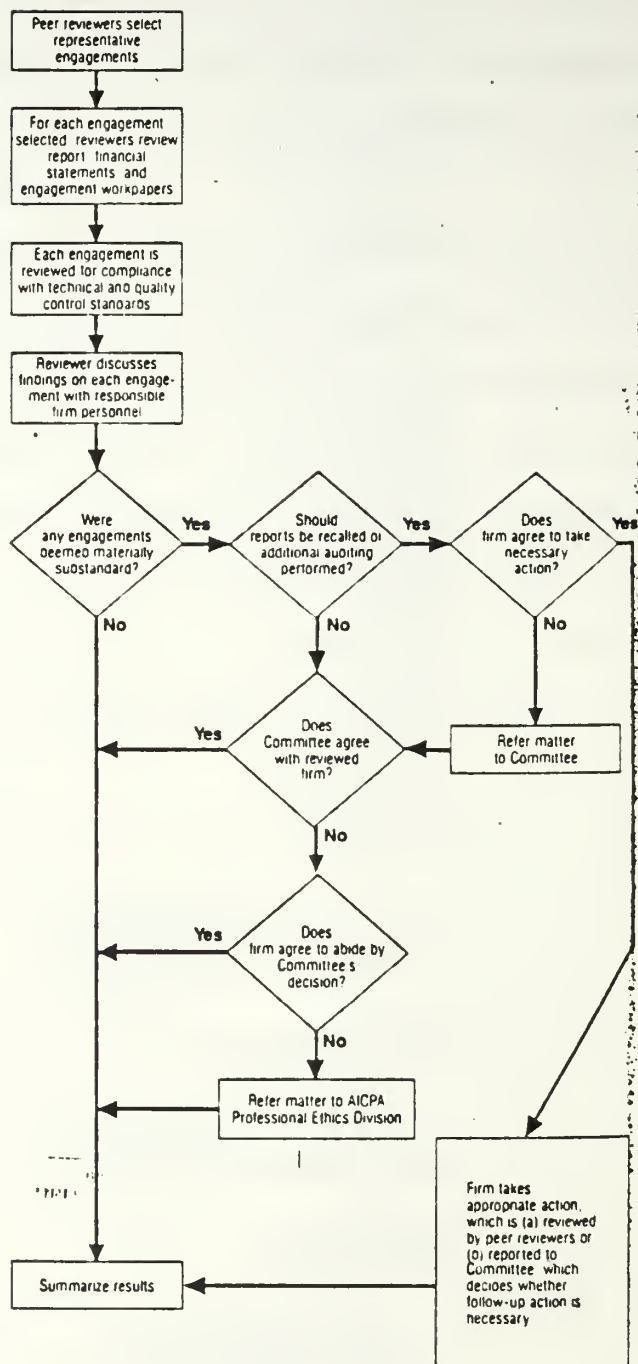 Peer reviewers select
representative
engagements
For each engagement
selected reviewers review
report financial
statements and
engagement workpapers
Each engagement is
reviewed for compliance
with technical and quality
control standards
Reviewer discusses
findings on each engage-
ment with responsible
firm personnel
Were
any engagements
deemed materially
substandard?
Yes
No
Should
reports be recalled or
additional auditing
performed?
Yes
No
Does
firm agree to take
necessary
action?
Yes
No
Refer matter
to Committee
Does
Committee agree
with reviewed
firm?
Yes
No
Does
firm agree to abide by
Committee's
decision?
Yes
No
Refer matter to AICPA
Professional Ethics Division
Firm takes
appropriate action,
which is (a) reviewed
by peer reviewers or
(b) reported to
Committee which
decides whether
follow-up action is
necessary
Summarize results